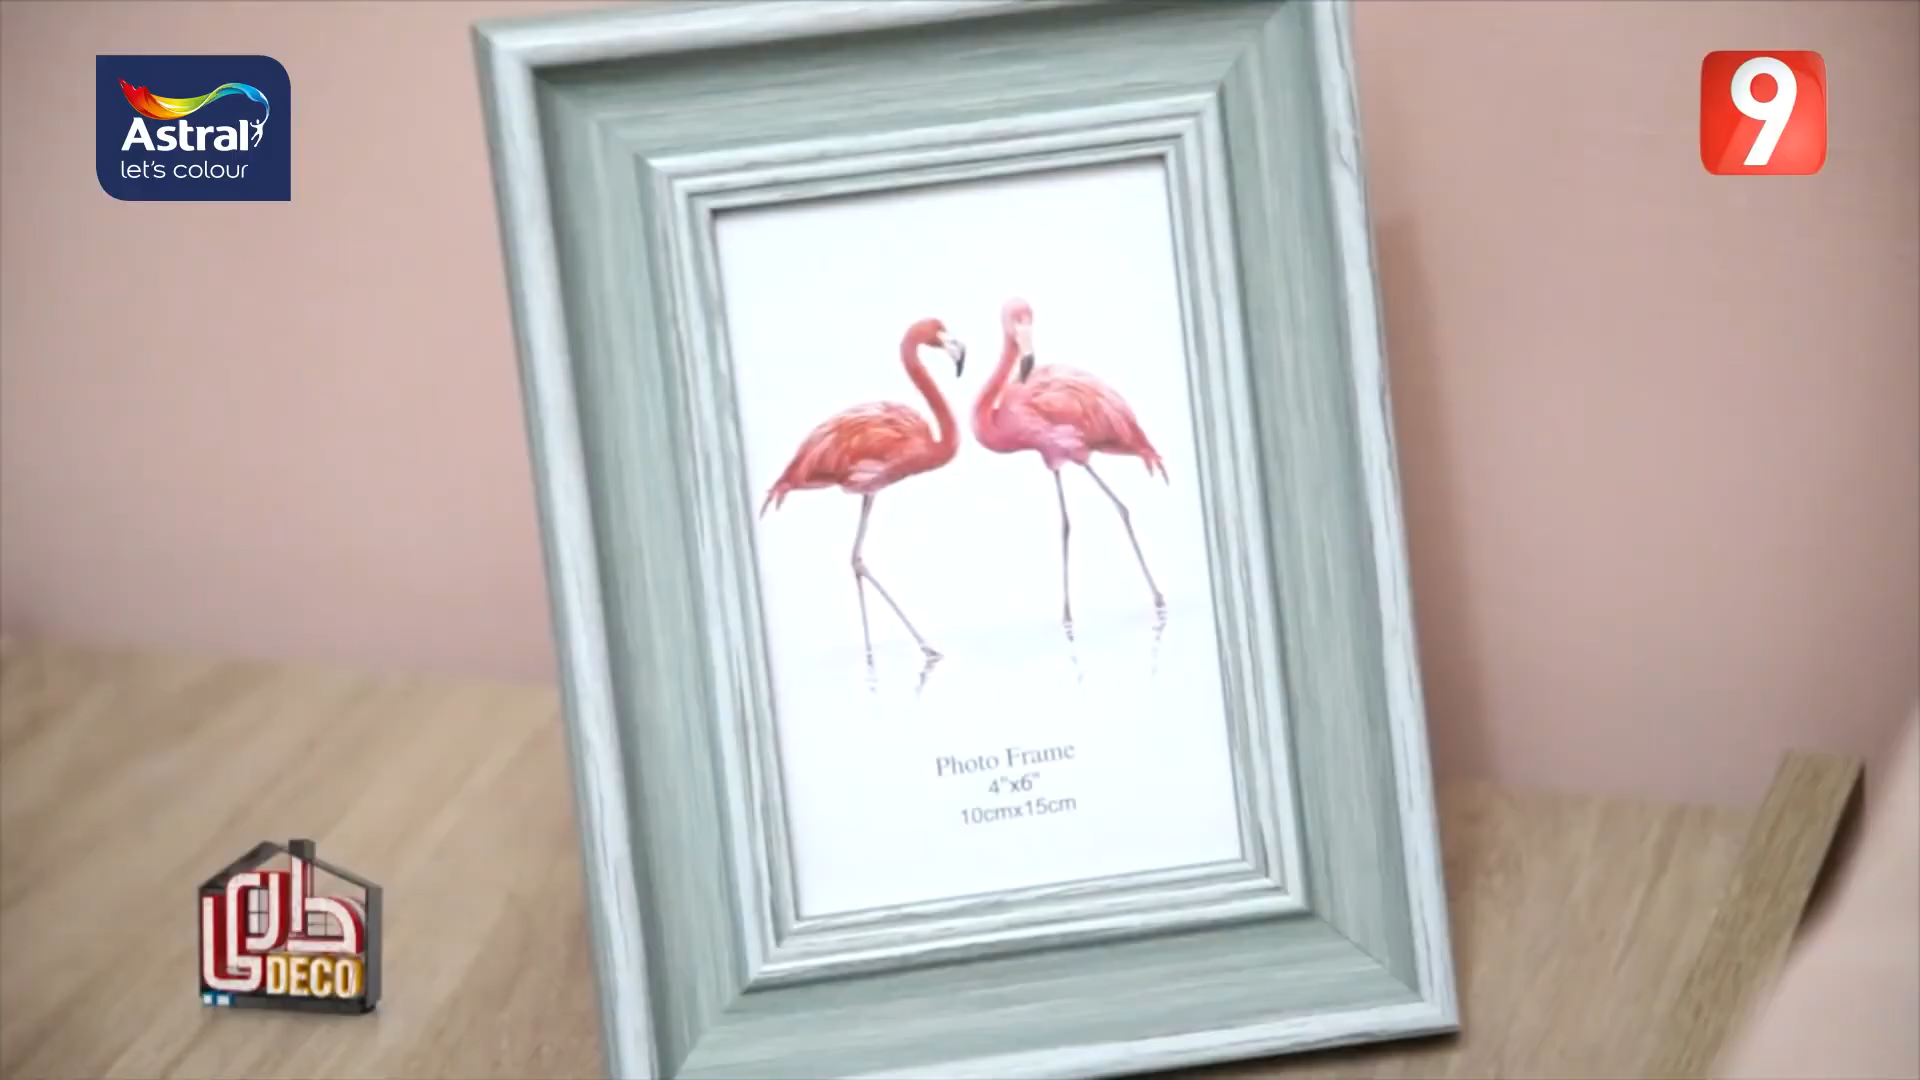 Astral
let's colour
9
Photo Frame
4"x6"
10cmx15cm
DECO